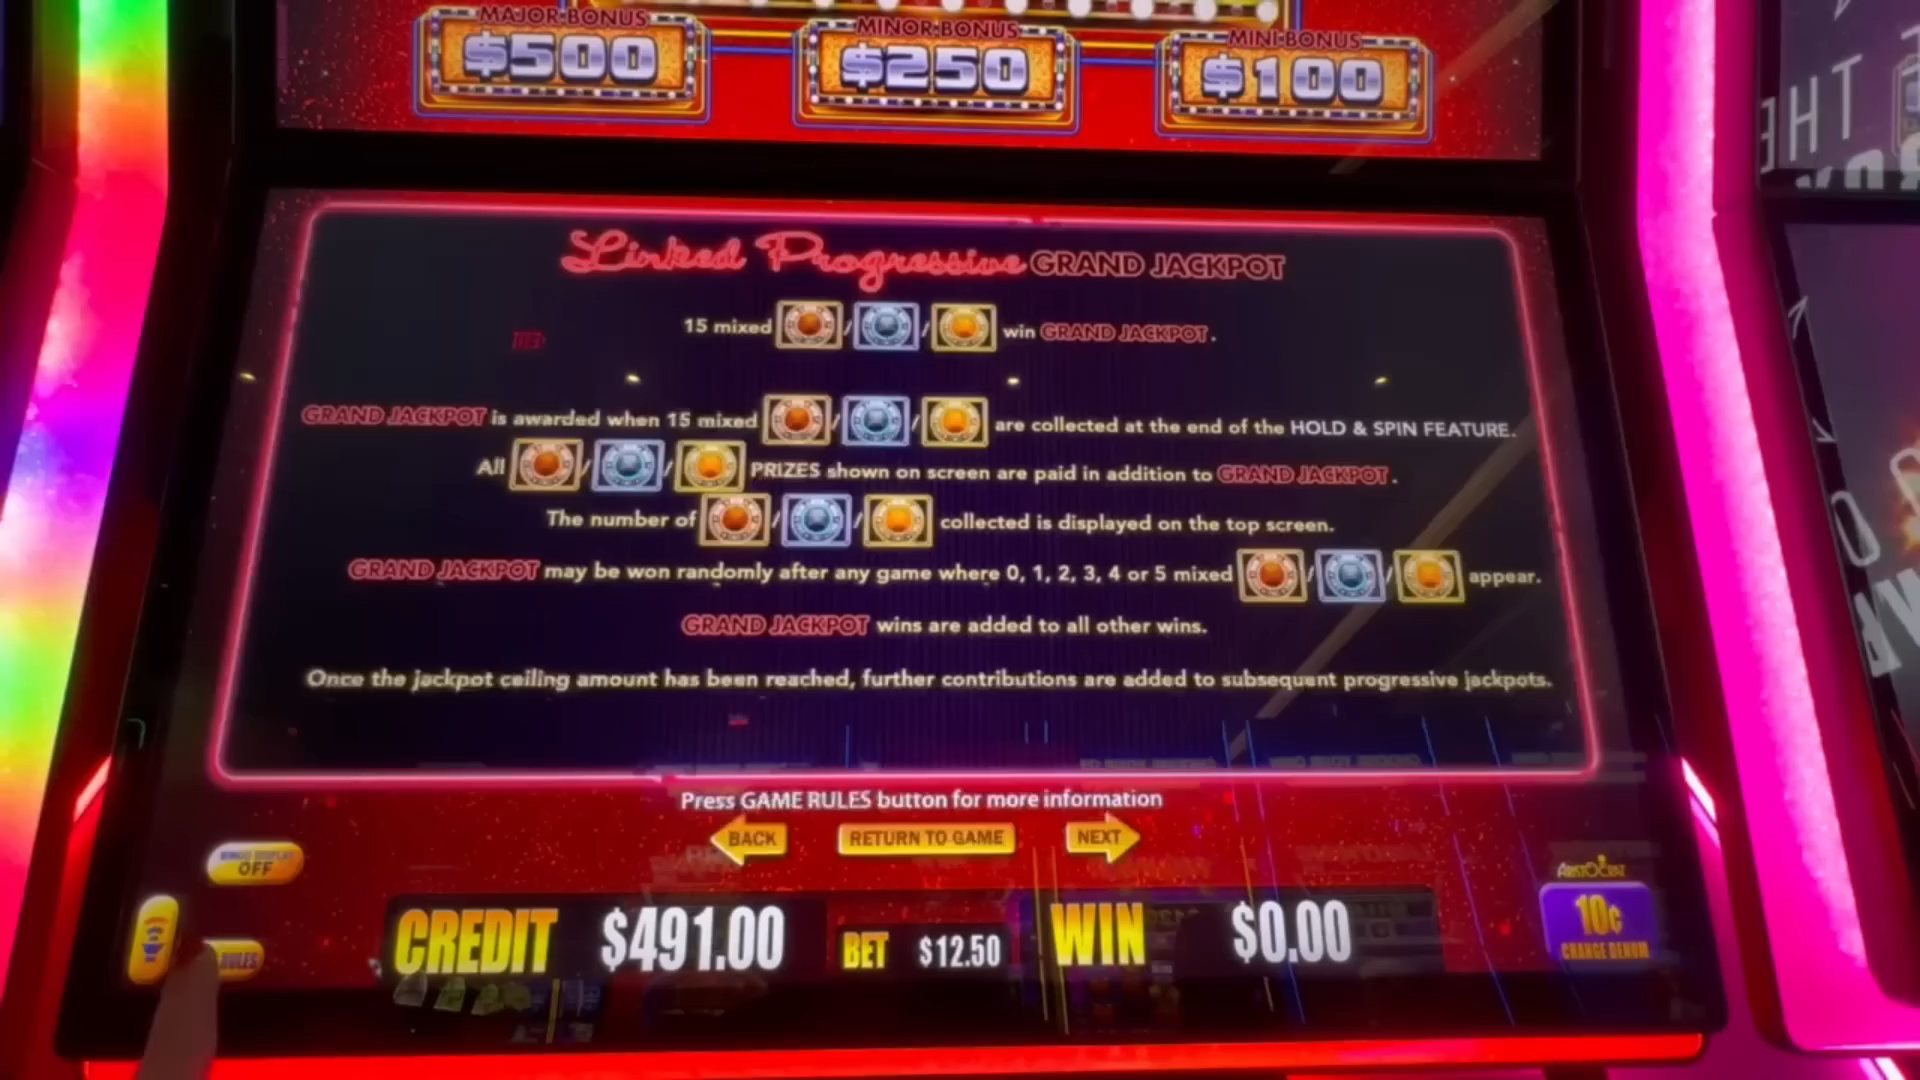 MAJOR BONUS
$500
MINOR BONUS
$250
MINI BONUS
$100
THE
Linked Progressive GRAND JACKPOT
15 mixed / / win GRAND JACKPOT.
GRAND JACKPOT is awarded when 15 mixed / / are collected at the end of the HOLD & SPIN FEATURE.
All / / PRIZES shown on screen are paid in addition to GRAND JACKPOT.
The number of / / collected is displayed on the top screen.
GRAND JACKPOT may be won randomly after any game where 0, 1, 2, 3, 4 or 5 mixed / / appear.
GRAND JACKPOT wins are added to all other wins.
Once the jackpot ceiling amount has been reached, further contributions are added to subsequent progressive jackpots.
Press GAME RULES button for more information
BACK
RETURN TO GAME
NEXT
OFF
RULES
CREDIT $491.00
BET $12.50
WIN $0.00
ARISTOCRAT
10¢
CHANGE DENOM